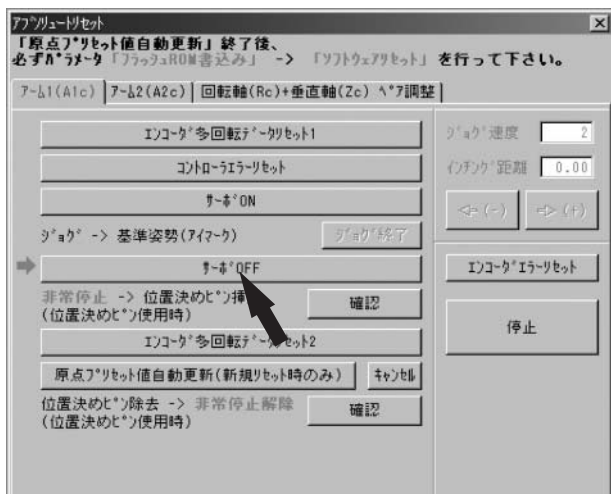 ｱﾌﾞｿﾘｭｰﾄﾘｾｯﾄ
「原点ﾌﾟﾘｾｯﾄ値自動更新」終了後、
必ずﾊﾟﾗﾒｰﾀ「ﾌﾗｯｼｭROM書込み」 -> 「ｿﾌﾄｳｪｱﾘｾｯﾄ」を行って下さい。
ｱｰﾑ1(A1c) ｱｰﾑ2(A2c) 回転軸(Rc)+垂直軸(Zc) ﾍﾟｱ調整
ｴﾝｺｰﾀﾞ多回転ﾃﾞｰﾀﾘｾｯﾄ1
ｺﾝﾄﾛｰﾗｴﾗｰﾘｾｯﾄ
ｻｰﾎﾞON
ｼﾞｮｸﾞ -> 基準姿勢(ｱｲﾏｰｸ) ｼﾞｮｸﾞ終了
ｻｰﾎﾞOFF
非常停止 -> 位置決めﾋﾟﾝ挿
(位置決めﾋﾟﾝ使用時)
確認
ｴﾝｺｰﾀﾞ多回転ﾃﾞｰﾀﾘｾｯﾄ2
原点ﾌﾟﾘｾｯﾄ値自動更新(新規ﾘｾｯﾄ時のみ) ｷｬﾝｾﾙ
位置決めﾋﾟﾝ除去 -> 非常停止解除
(位置決めﾋﾟﾝ使用時)
確認
ｼﾞｮｸﾞ速度 2
ｲﾝﾁﾝｸﾞ距離 0.00
(-) (+)
ｴﾝｺｰﾀﾞｴﾗｰﾘｾｯﾄ
停止